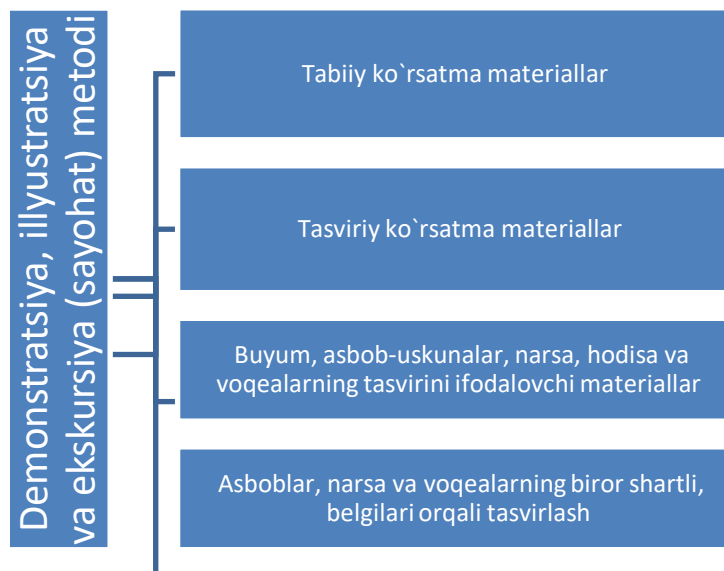 Demonstratsiya, illyustratsiya
va ekskursiya (sayohat) metodi
Tabiiy ko`rsatma materiallar
Tasviriy ko`rsatma materiallar
Buyum, asbob-uskunalar, narsa, hodisa va
voqealarning tasvirini ifodalovchi materiallar
Asboblar, narsa va voqealarning biror shartli,
belgilari orqali tasvirlash